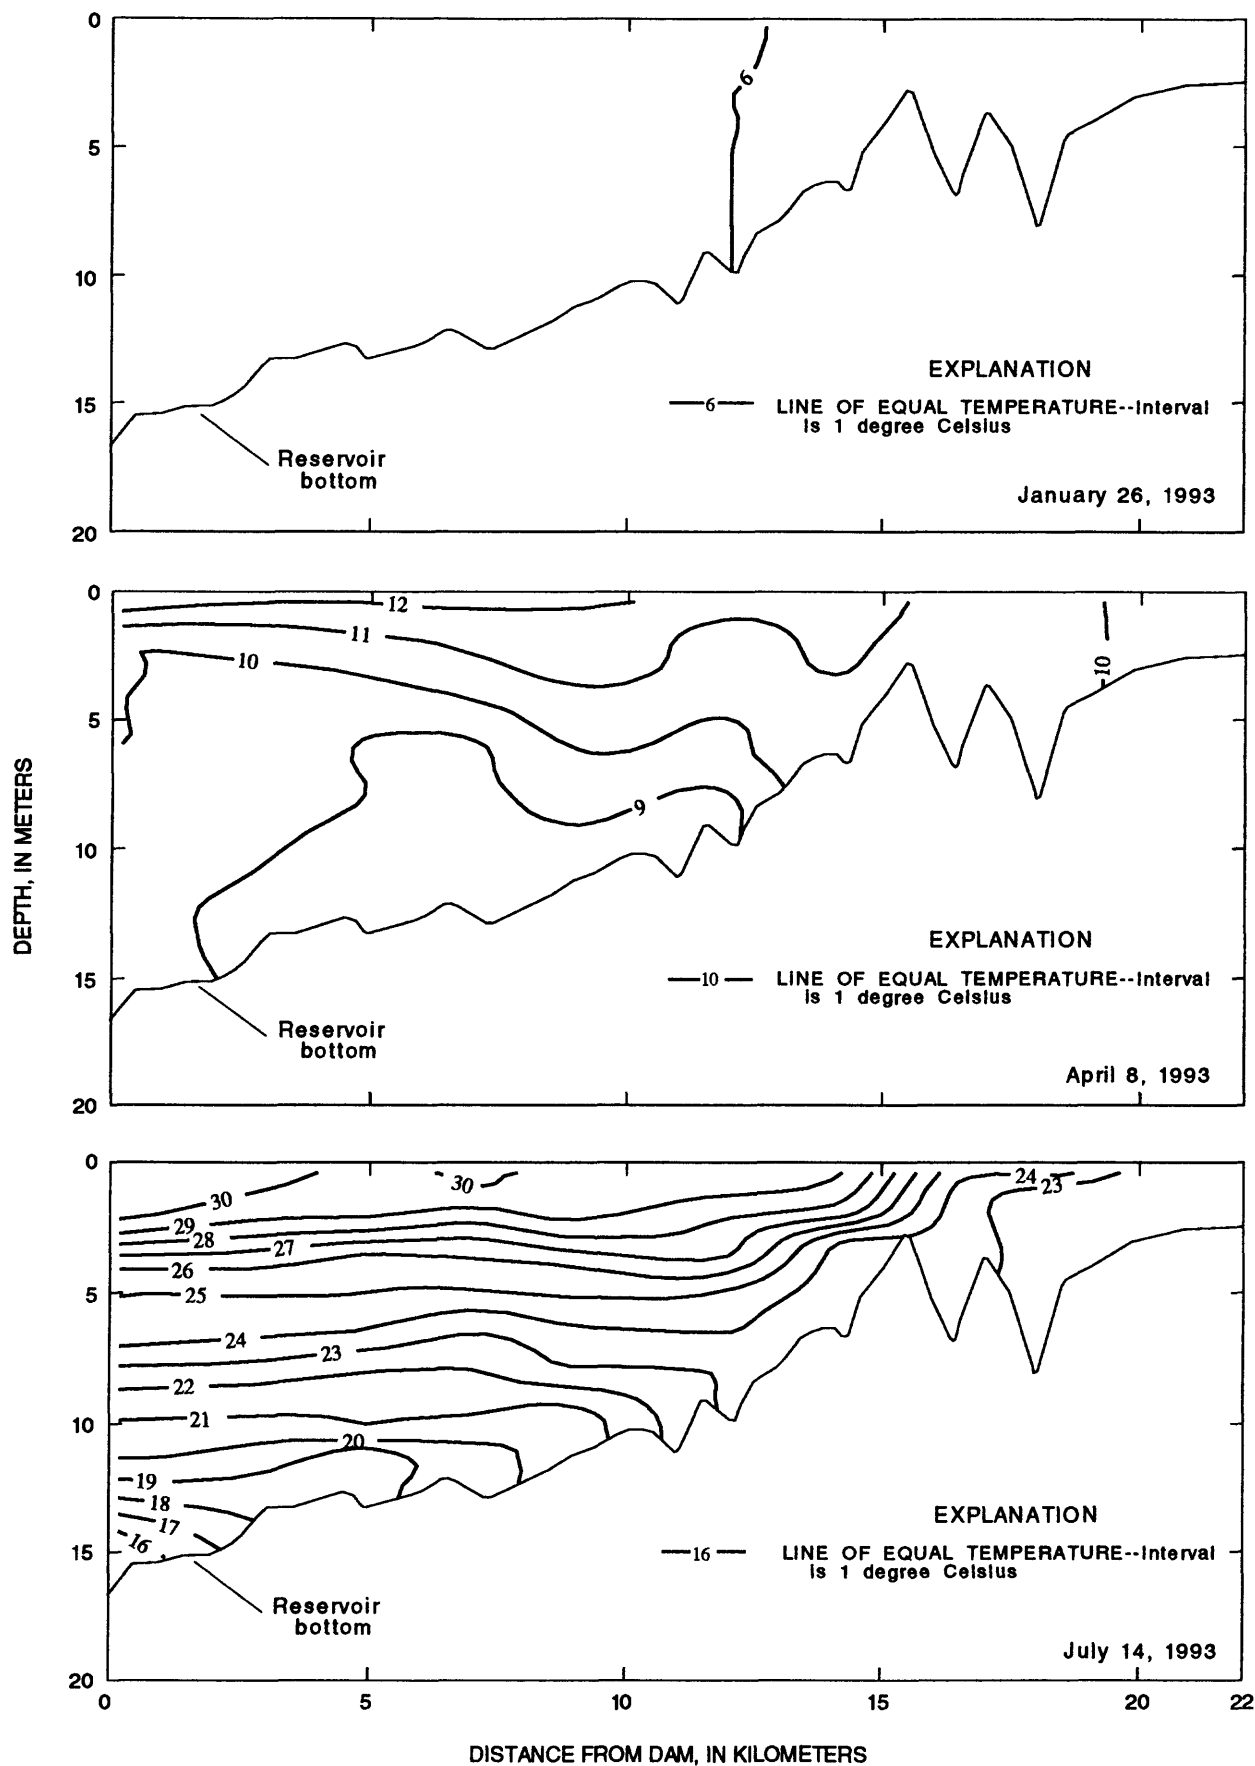 0
5
10
15
20
6
EXPLANATION
6 LINE OF EQUAL TEMPERATURE--Interval
is 1 degree Celsius
Reservoir
bottom
January 26, 1993
DEPTH, IN METERS
0
5
10
15
20
12
11
10
10
9
EXPLANATION
10 LINE OF EQUAL TEMPERATURE--Interval
is 1 degree Celsius
Reservoir
bottom
April 8, 1993
0
5
10
15
20
30
30
24
23
29
28
27
26
25
24
23
22
21
20
19
18
17
16
EXPLANATION
16 LINE OF EQUAL TEMPERATURE--Interval
is 1 degree Celsius
Reservoir
bottom
July 14, 1993
0 5 10 15 20 22
DISTANCE FROM DAM, IN KILOMETERS